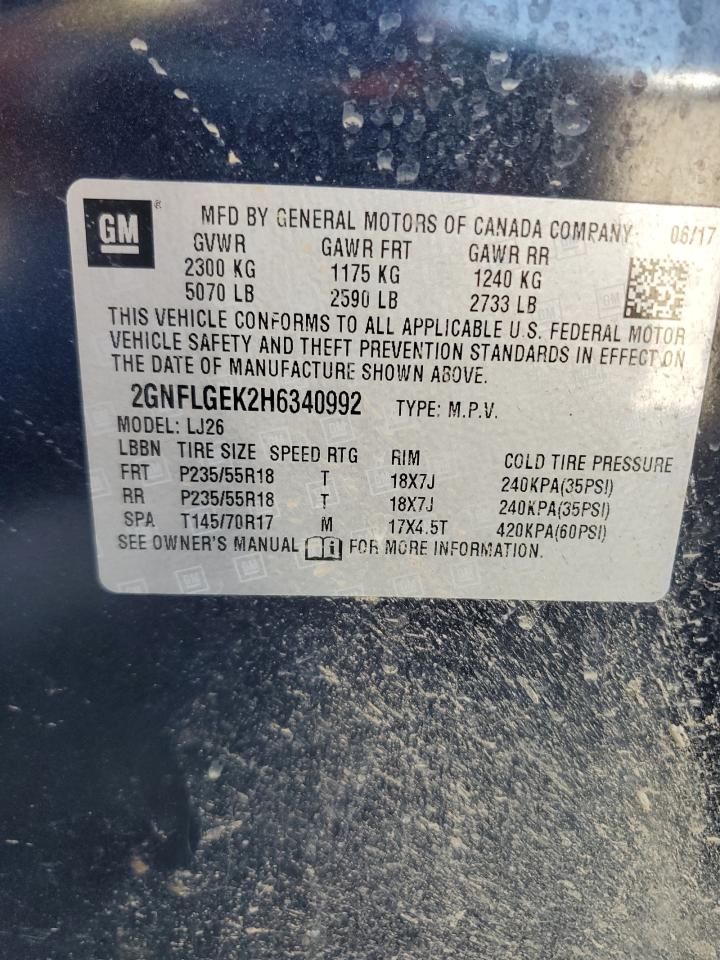 GM® MFD BY GENERAL MOTORS OF CANADA COMPANY 06/17
GVWR GAWR FRT GAWR RR
2300 KG 1175 KG 1240 KG
5070 LB 2590 LB 2733 LB
THIS VEHICLE CONFORMS TO ALL APPLICABLE U.S. FEDERAL MOTOR
VEHICLE SAFETY AND THEFT PREVENTION STANDARDS IN EFFECT ON
THE DATE OF MANUFACTURE SHOWN ABOVE.
2GNFLGEK2H6340992 TYPE: M.P.V.
MODEL: LJ26
LBBN TIRE SIZE SPEED RTG RIM COLD TIRE PRESSURE
FRT P235/55R18 T 18X7J 240KPA(35PSI)
RR P235/55R18 T 18X7J 240KPA(35PSI)
SPA T145/70R17 M 17X4.5T 420KPA(60PSI)
SEE OWNER'S MANUAL FOR MORE INFORMATION.